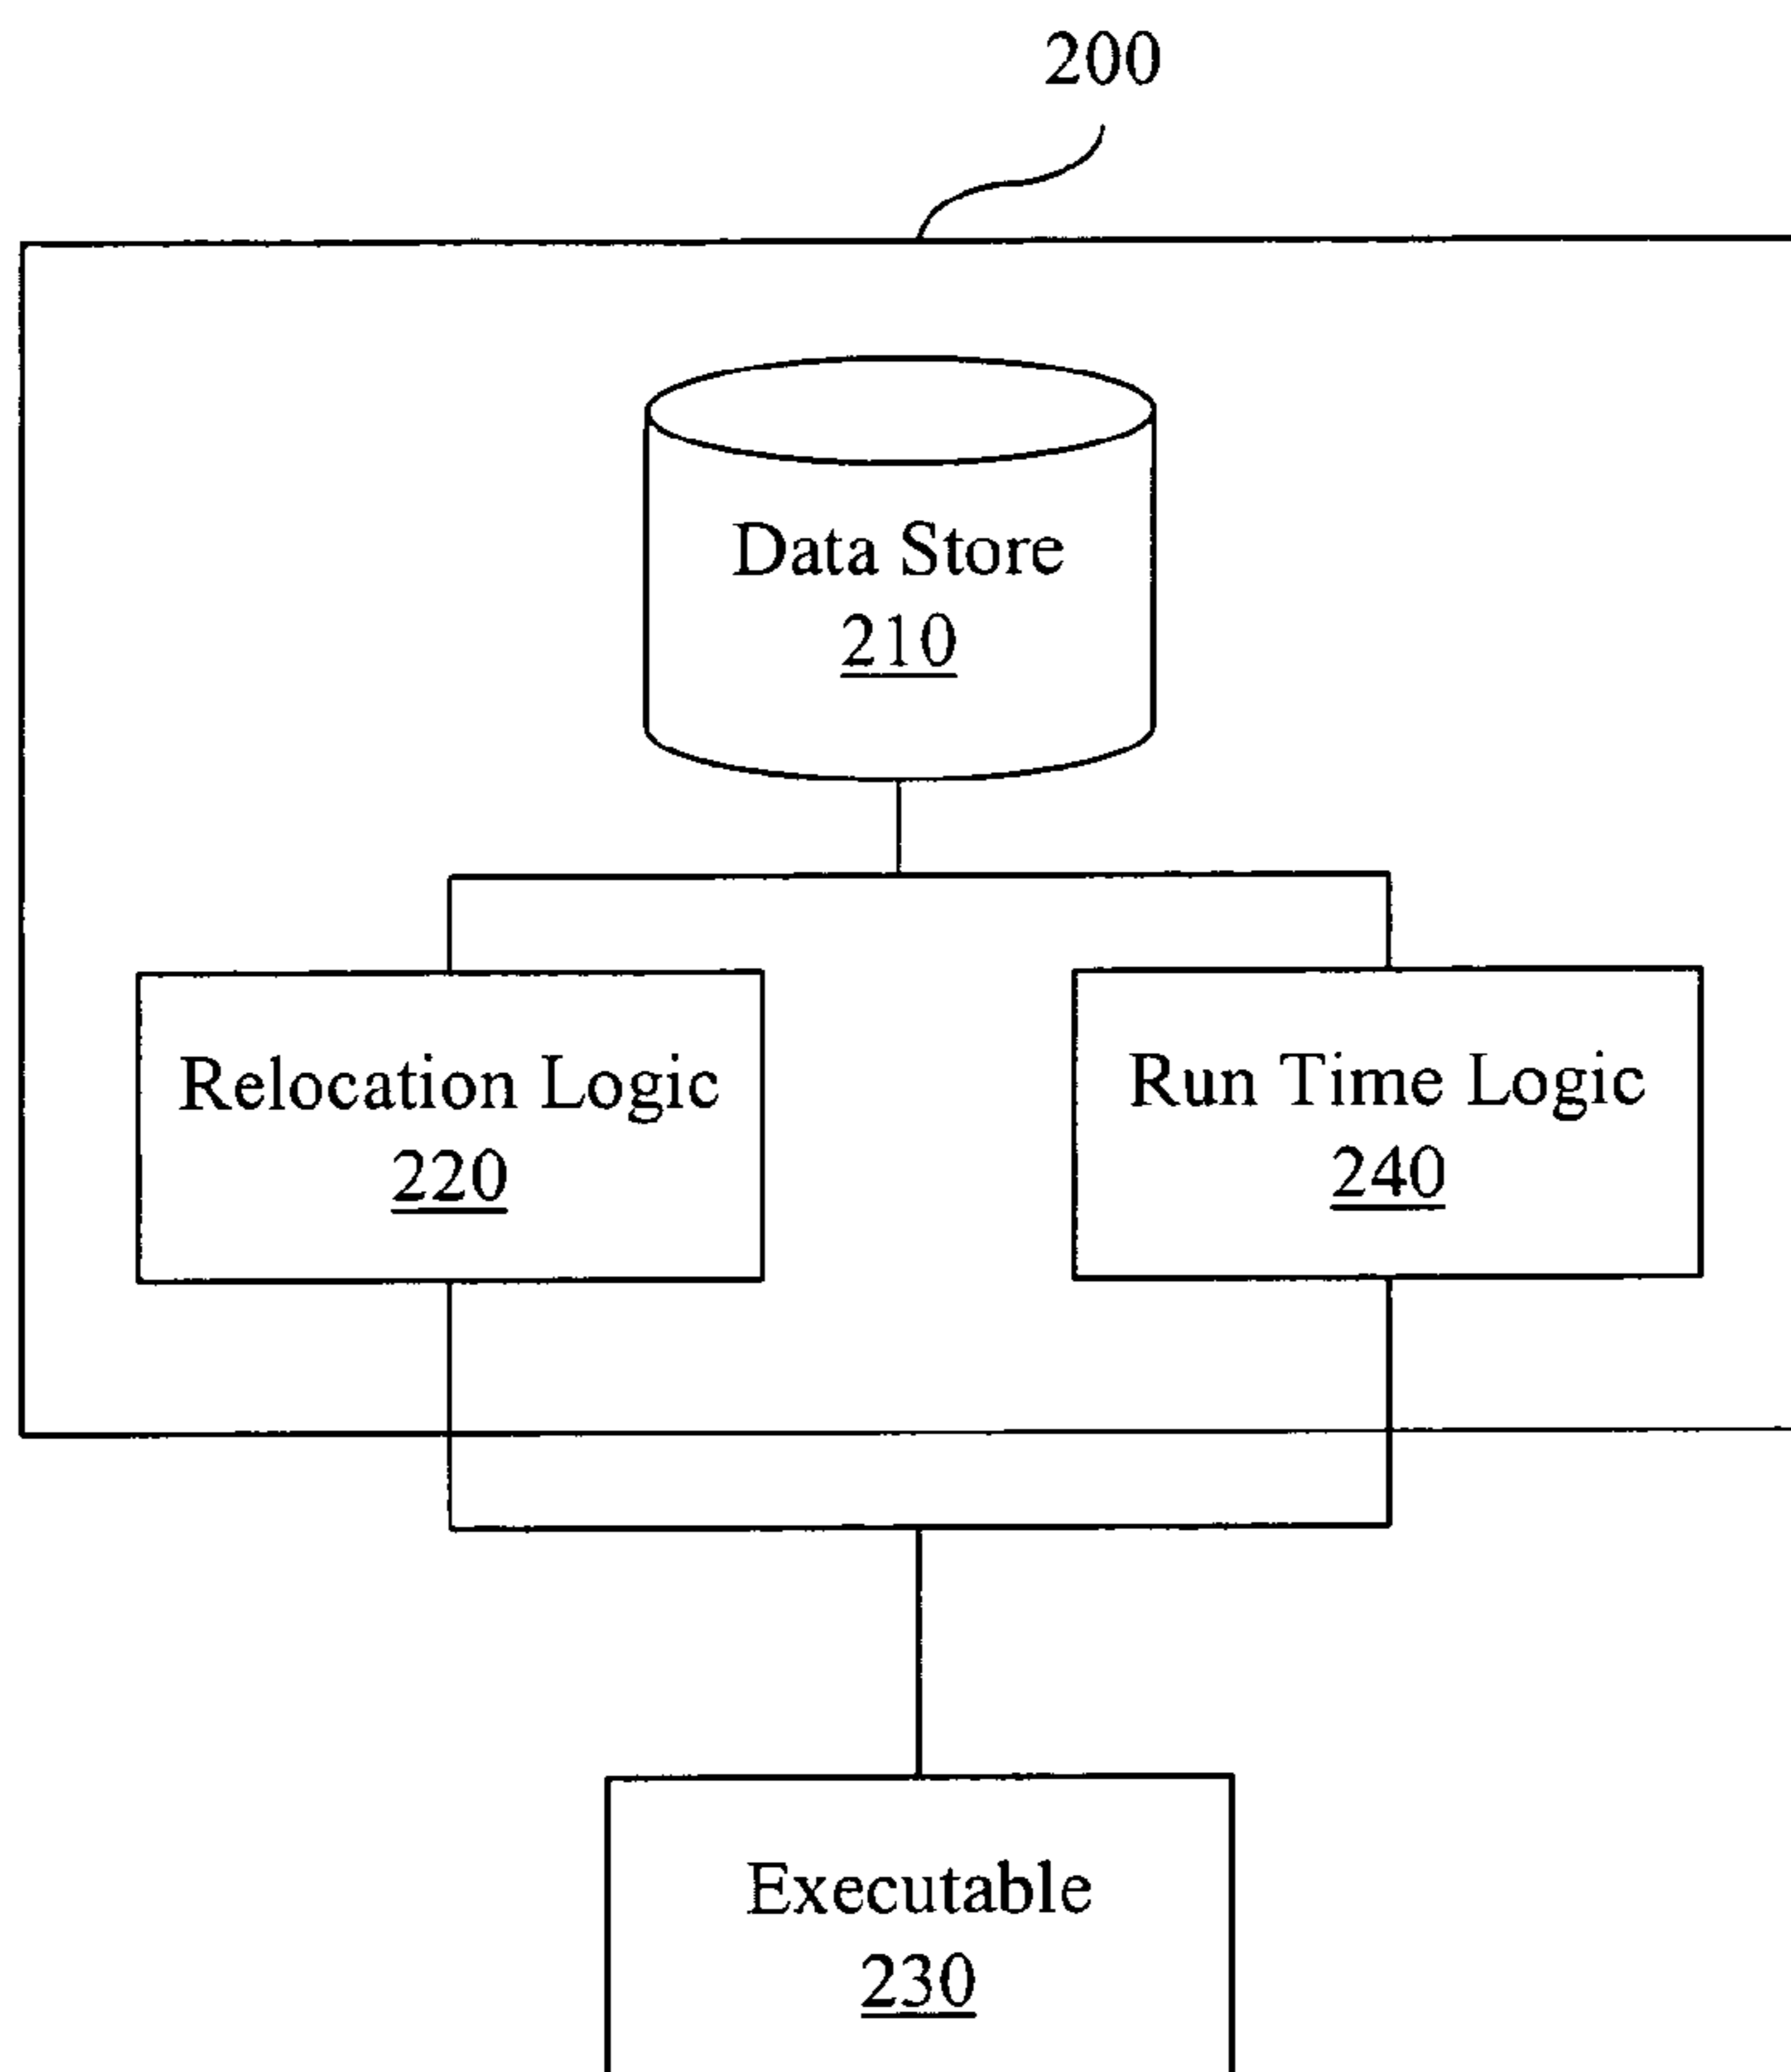 200
Data Store
210
Relocation Logic
220
Run Time Logic
240
Executable
230